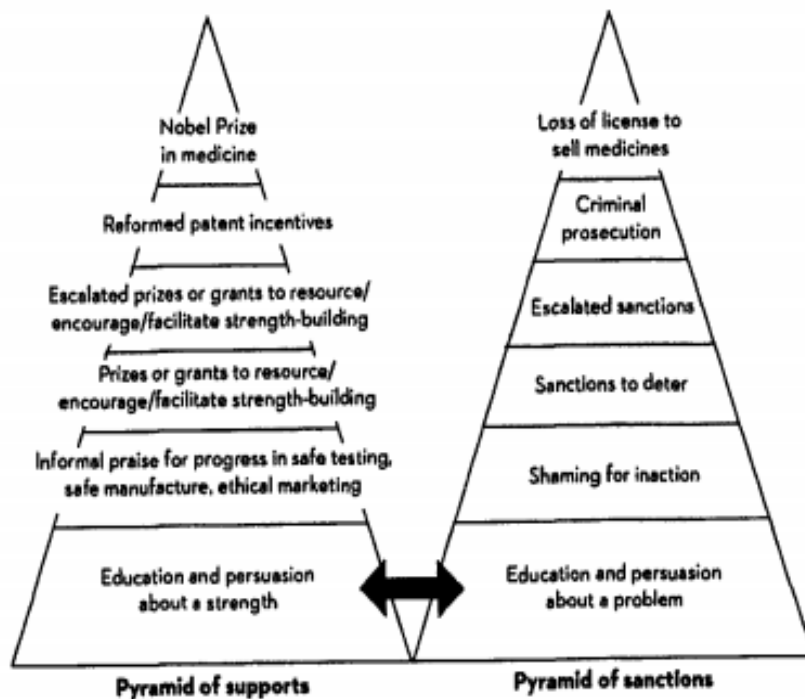 Nobel Prize
in medicine
Reformed patent incentives
Escalated prizes or grants to resource/
encourage/facilitate strength-building
Prizes or grants to resource/
encourage/facilitate strength-building
Informal praise for progress in safe testing,
safe manufacture, ethical marketing
Education and persuasion
about a strength
Pyramid of supports
Loss of license to
sell medicines
Criminal
prosecution
Escalated sanctions
Sanctions to deter
Shaming for inaction
Education and persuasion
about a problem
Pyramid of sanctions